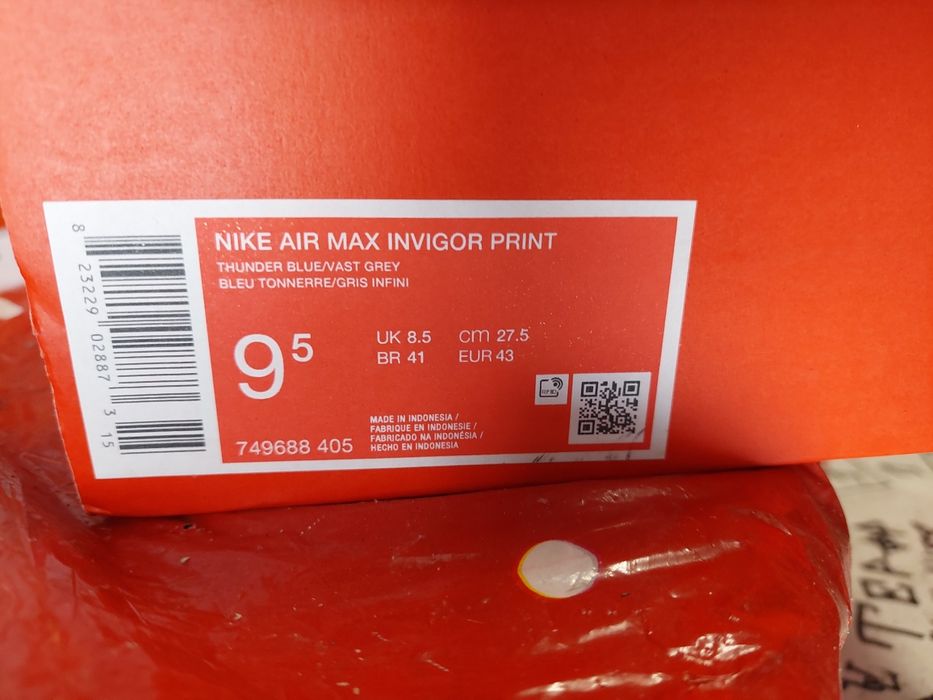 NIKE AIR MAX INVIGOR PRINT
THUNDER BLUE/VAST GREY
BLEU TONNERRE/GRIS INFINI
9⁵
UK 8.5 cm 27.5
BR 41 EUR 43
MADE IN INDONESIA /
FABRIQUE EN INDONESIE /
FABRICADO NA INDONÉSIA /
HECHO EN INDONESIA
749688 405
8 23229 02887 3 15